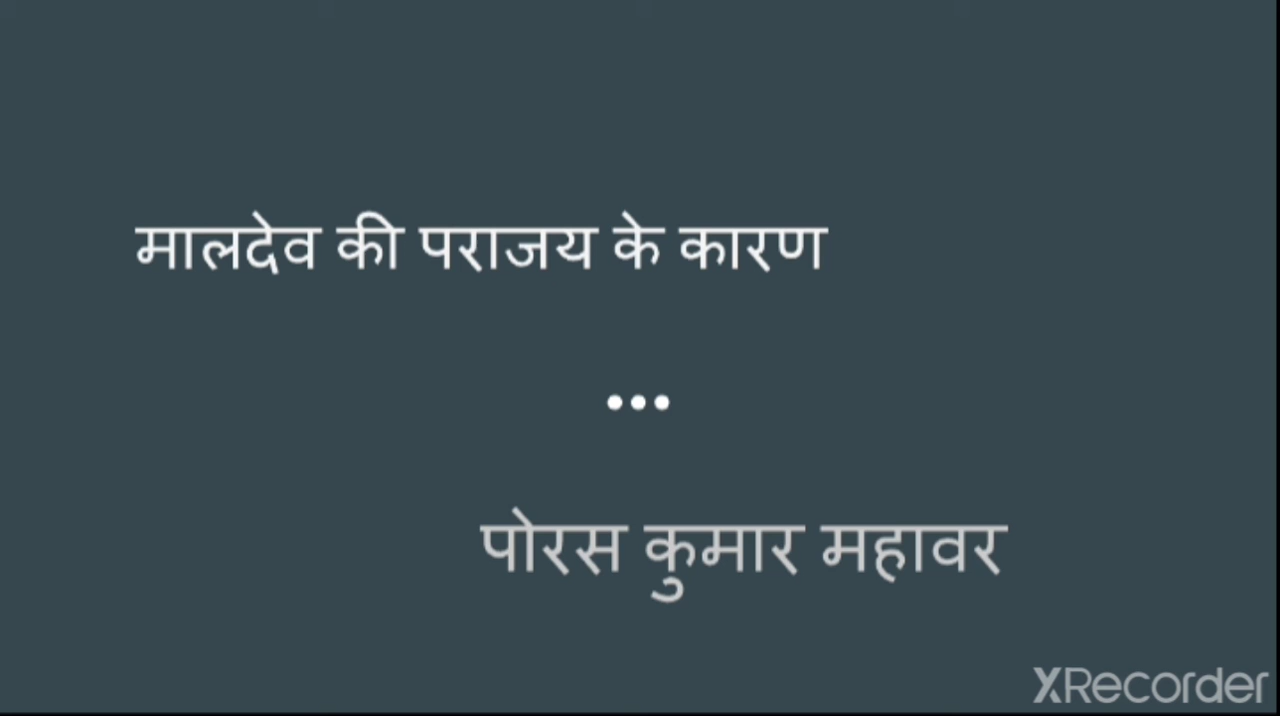 मालदेव की पराजय के कारण
•••
पोरस कुमार महावर
XRecorder